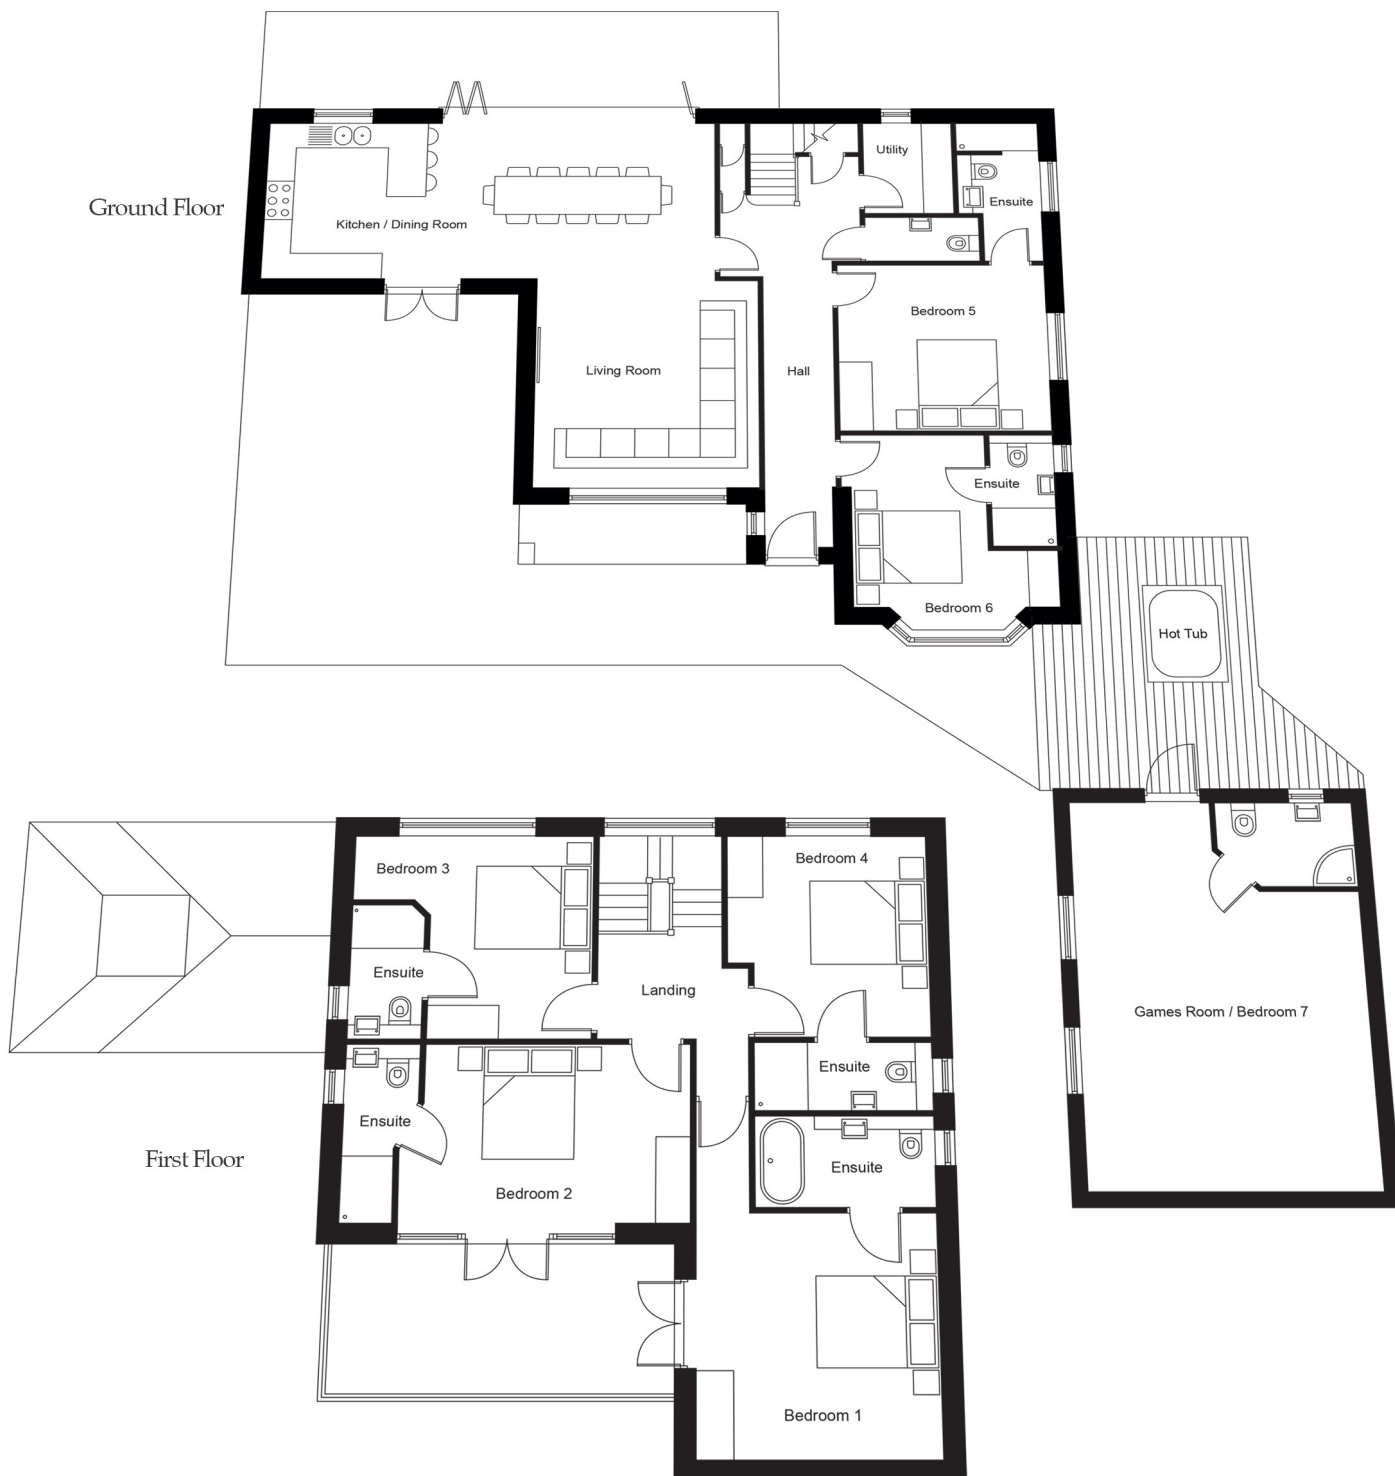 Utility
Ground Floor
Ensuite
Kitchen / Dining Room
Bedroom 5
Living Room
Hall
Ensuite
Bedroom 6
Hot Tub
Bedroom 3
Bedroom 4
Ensuite
Landing
Games Room / Bedroom 7
Ensuite
Ensuite
First Floor
Ensuite
Bedroom 2
Bedroom 1